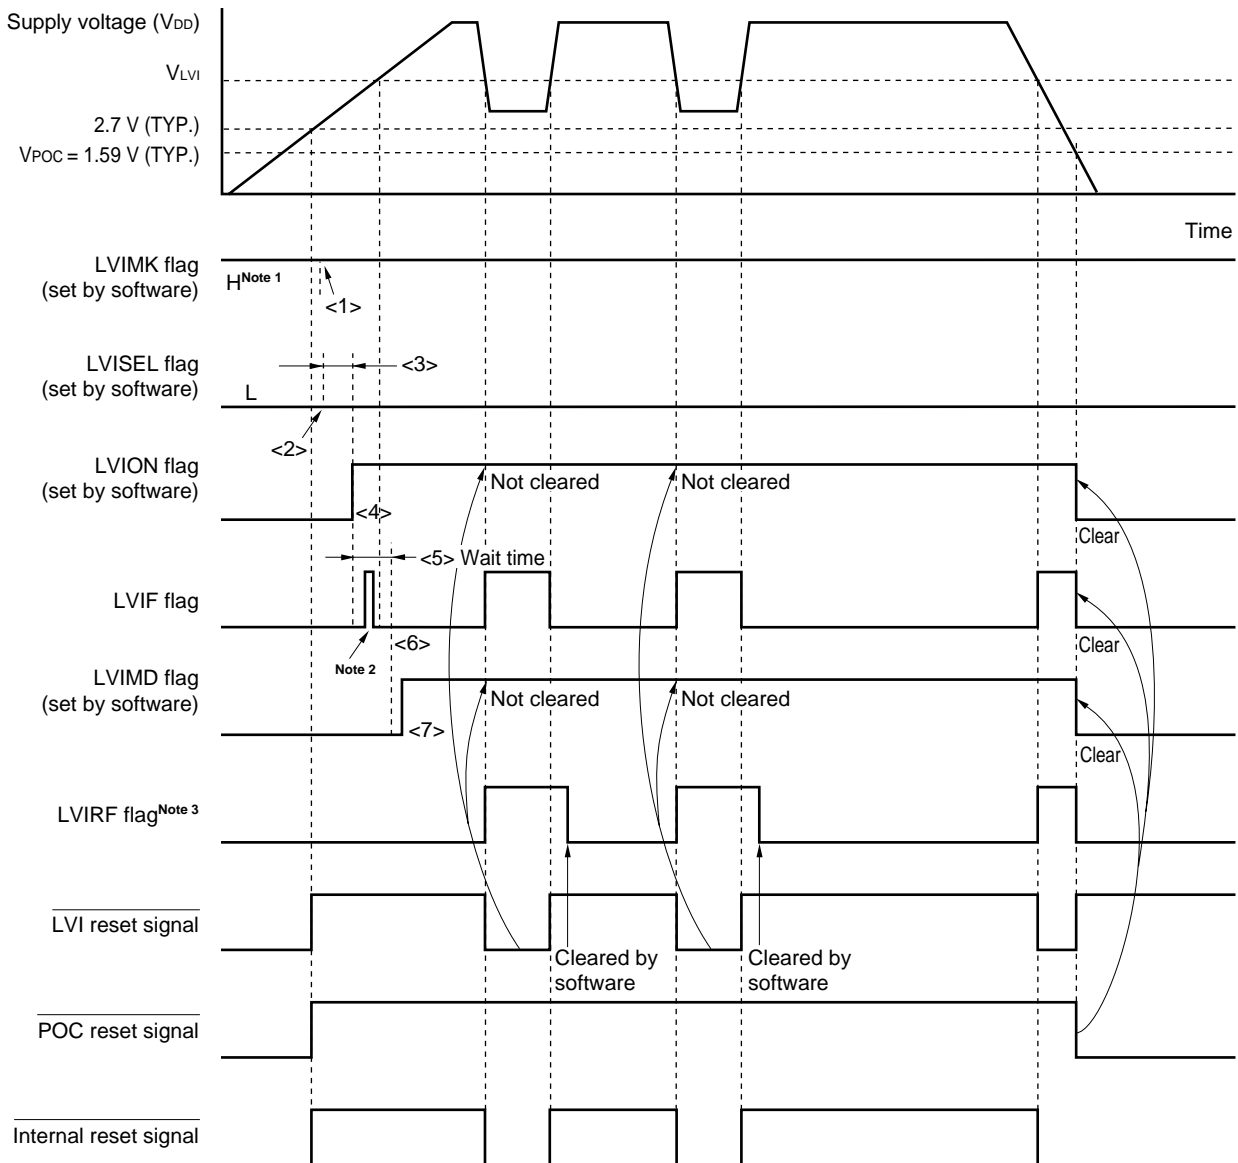 Supply voltage (VDD)
VLVI
2.7 V (TYP.)
VPOC = 1.59 V (TYP.)
Time
LVIMK flag
(set by software)
HNote 1
<1>
LVISEL flag
(set by software)
<3>
L
<2>
LVION flag
(set by software)
Not cleared
Not cleared
<4>
Clear
<5> Wait time
LVIF flag
<6>
Clear
Note 2
LVIMD flag
(set by software)
Not cleared
Not cleared
<7>
Clear
LVIRF flagNote 3
LVI reset signal
Cleared by
software
Cleared by
software
POC reset signal
Internal reset signal